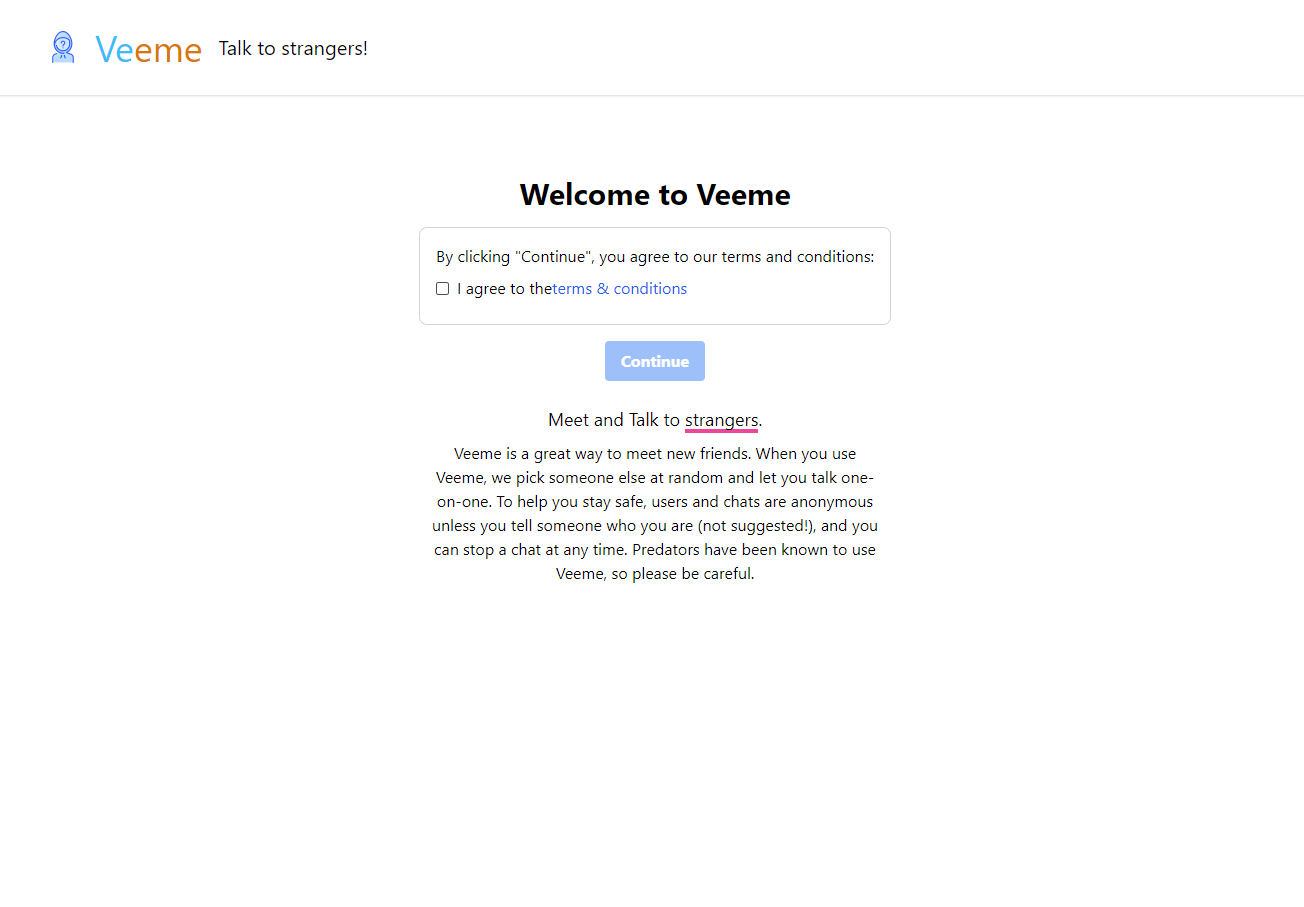 Veeme Talk to strangers!
Welcome to Veeme
By clicking "Continue", you agree to our terms and conditions:
I agree to theterms & conditions
Continue
Meet and Talk to strangers.
Veeme is a great way to meet new friends. When you use
Veeme, we pick someone else at random and let you talk one-
on-one. To help you stay safe, users and chats are anonymous
unless you tell someone who you are (not suggested!), and you
can stop a chat at any time. Predators have been known to use
Veeme, so please be careful.